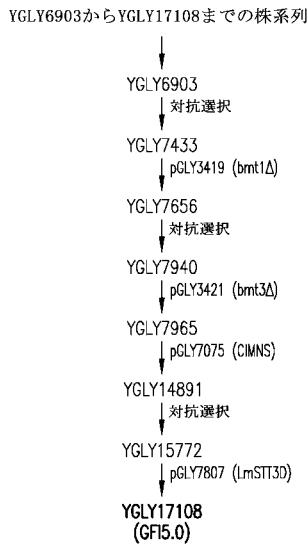 YGLY6903からYGLY17108までの株系列
YGLY6903
対抗選択
YGLY7433
pGLY3419 (bmt1Δ)
YGLY7656
対抗選択
YGLY7940
pGLY3421 (bmt3Δ)
YGLY7965
pGLY7075 (CIMNS)
YGLY14891
対抗選択
YGLY15772
pGLY7807 (LmSTT3D)
YGLY17108
(GFI5.0)